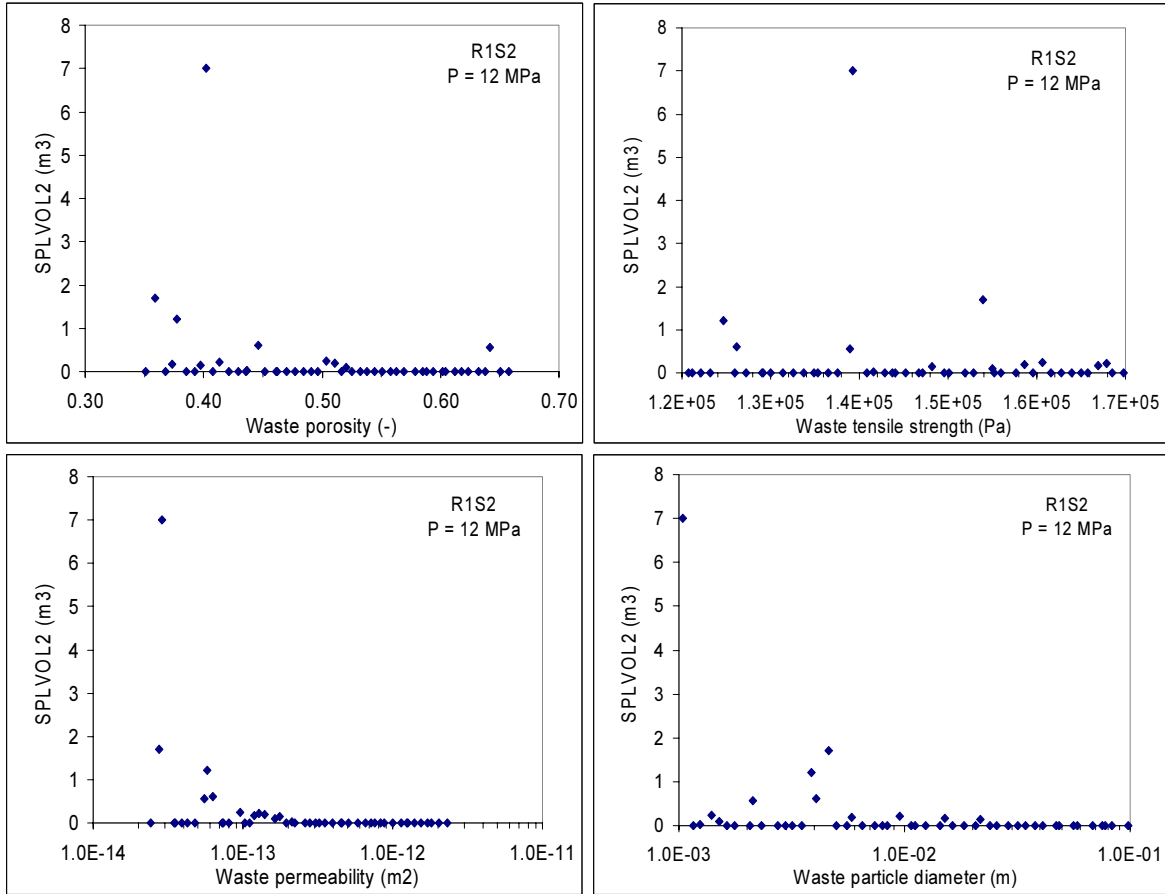 8
7
6
5
4
3
2
1
0
SPLVOL2 (m3)
R1S2
P = 12 MPa
0.30 0.40 0.50 0.60 0.70
Waste porosity (-)
8
7
6
5
4
3
2
1
0
SPLVOL2 (m3)
R1S2
P = 12 MPa
1.2E+05 1.3E+05 1.4E+05 1.5E+05 1.6E+05 1.7E+05
Waste tensile strength (Pa)
8
7
6
5
4
3
2
1
0
SPLVOL2 (m3)
R1S2
P = 12 MPa
1.0E-14 1.0E-13 1.0E-12 1.0E-11
Waste permeability (m2)
8
7
6
5
4
3
2
1
0
SPLVOL2 (m3)
R1S2
P = 12 MPa
1.0E-03 1.0E-02 1.0E-01
Waste particle diameter (m)